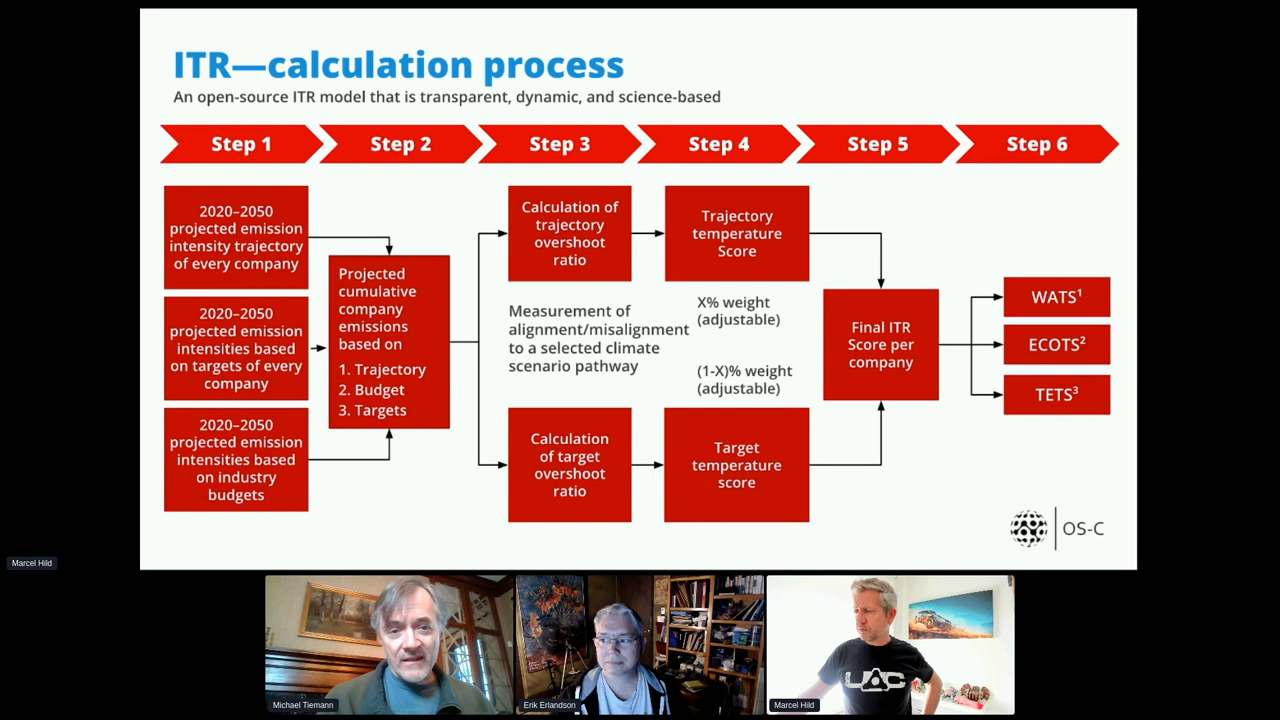 ITR—calculation process
An open-source ITR model that is transparent, dynamic, and science-based
Step 1
Step 2
Step 3
Step 4
Step 5
Step 6
2020–2050
projected emission
intensity trajectory
of every company
2020–2050
projected emission
intensities based
on targets of every
company
2020–2050
projected emission
intensities based
on industry
budgets
Projected
cumulative
company
emissions
based on
1. Trajectory
2. Budget
3. Targets
Calculation of
trajectory
overshoot
ratio
Measurement of
alignment/misalignment
to a selected climate
scenario pathway
Calculation
of target
overshoot
ratio
Trajectory
temperature
Score
X% weight
(adjustable)
(1-X)% weight
(adjustable)
Target
temperature
score
Final ITR
Score per
company
WATS¹
ECOTS²
TETS³
OS-C
Marcel Hild
Michael Tiemann
Erik Erlandson
Marcel Hild